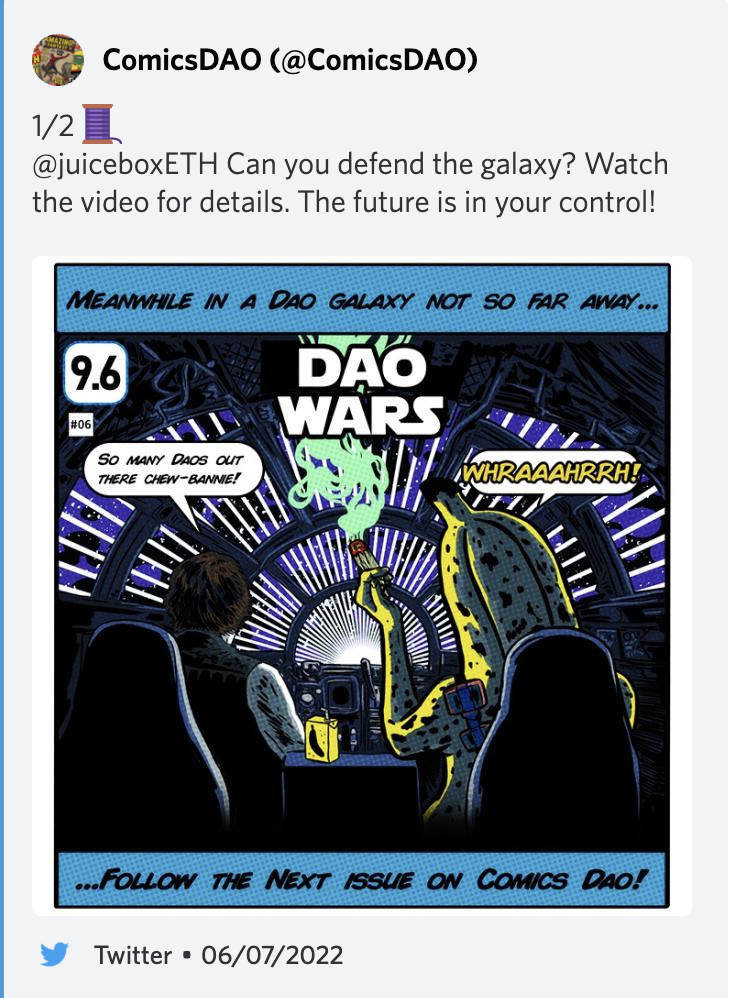 ComicsDAO (@ComicsDAO)
1/2 🧵
@juiceboxETH Can you defend the galaxy? Watch
the video for details. The future is in your control!
MEANWHILE IN A DAO GALAXY NOT SO FAR AWAY...
9.6
#06
DAO
WARS
SO MANY DAOS OUT
THERE CHEW-BANNIE!
WHRAAAHRRH!
...FOLLOW THE NEXT ISSUE ON COMICS DAO!
Twitter • 06/07/2022